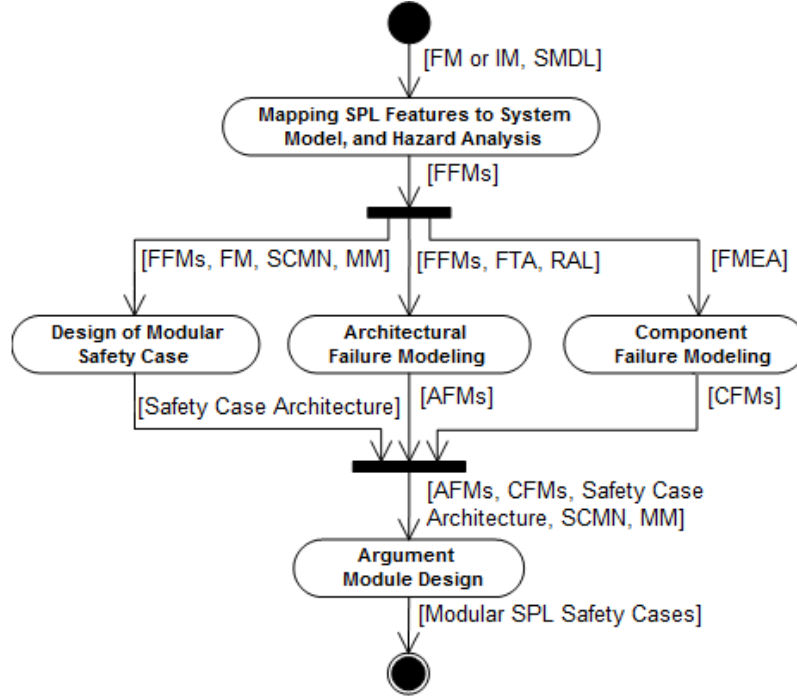 [FM or IM, SMDL]
Mapping SPL Features to System
Model, and Hazard Analysis
[FFMs]
[FFMs, FM, SCMN, MM]
[FFMs, FTA, RAL]
[FMEA]
Design of Modular
Safety Case
Architectural
Failure Modeling
Component
Failure Modeling
[Safety Case Architecture]
[AFMs]
[CFMs]
[AFMs, CFMs, Safety Case
Architecture, SCMN, MM]
Argument
Module Design
[Modular SPL Safety Cases]